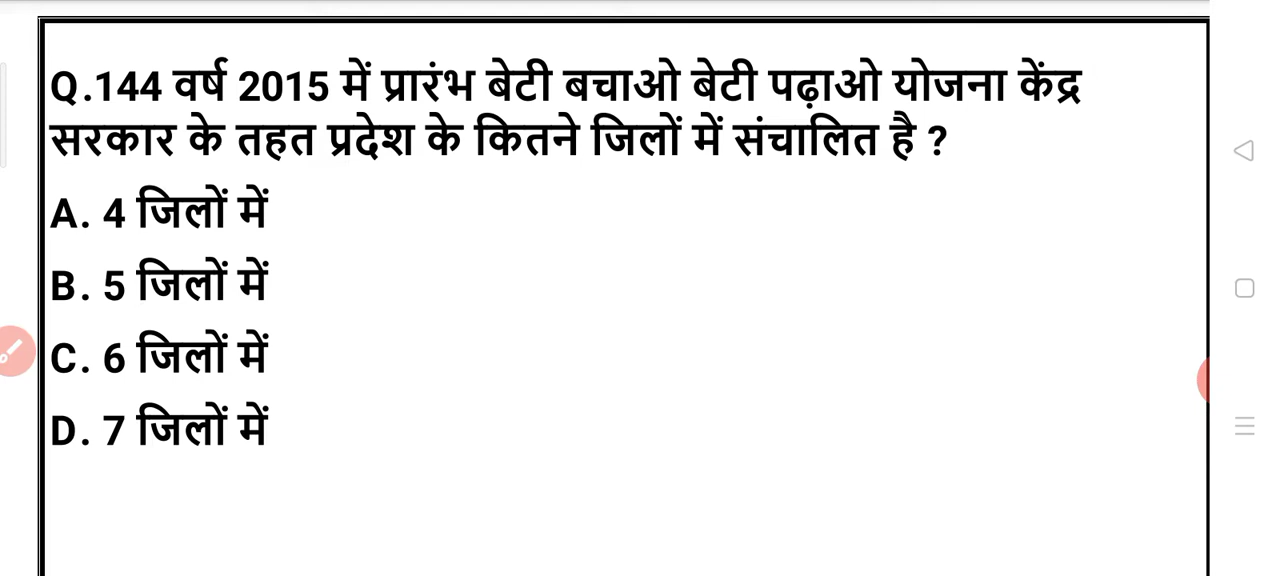 Q.144 वर्ष 2015 में प्रारंभ बेटी बचाओ बेटी पढ़ाओ योजना केंद्र
सरकार के तहत प्रदेश के कितने जिलों में संचालित है ?
A. 4 जिलों में
B. 5 जिलों में
C. 6 जिलों में
D. 7 जिलों में